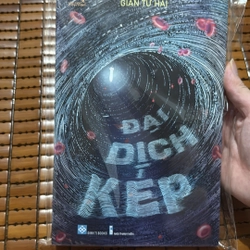 GIẢN TƯ HẢI
ĐẠI
DỊCH
KÉP